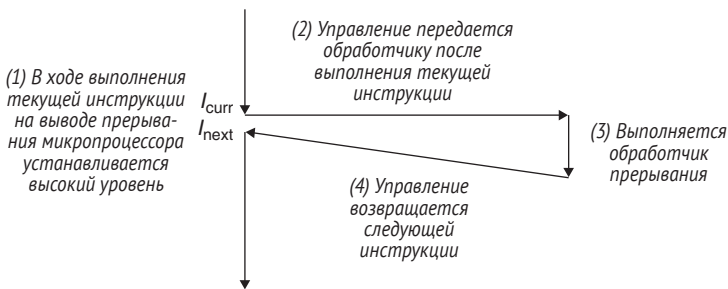 (1) В ходе выполнения
текущей инструкции
на выводе прерыва-
ния микропроцессора
устанавливается
высокий уровень
(2) Управление передается
обработчику после
выполнения текущей
инструкции
Icurr
Inext
(3) Выполняется
обработчик
прерывания
(4) Управление
возвращается
следующей
инструкции